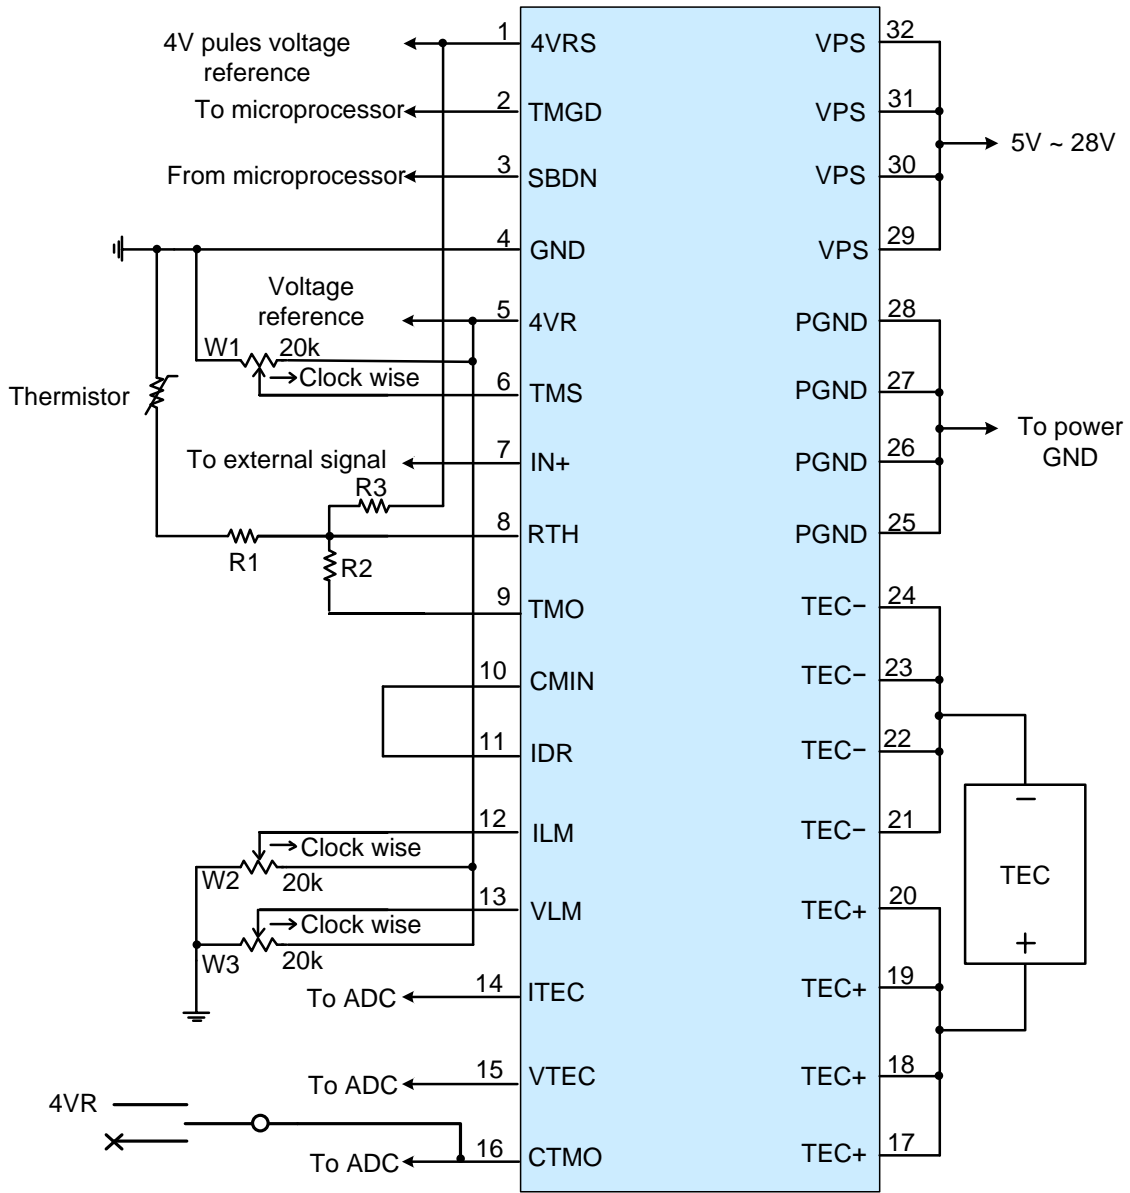 4V pules voltage
reference
1
4VRS
To microprocessor
2
TMGD
From microprocessor
3
SBDN
4
GND
Voltage
reference
5
4VR
W1
20k
Clock wise
6
TMS
Thermistor
To external signal
7
IN+
R3
8
RTH
R1
R2
9
TMO
10
CMIN
11
IDR
12
ILM
Clock wise
W2
20k
13
VLM
Clock wise
W3
20k
To ADC
14
ITEC
To ADC
15
VTEC
4VR
To ADC
16
CTMO
VPS
32
VPS
31
5V ~ 28V
VPS
30
VPS
29
PGND
28
PGND
27
To power
GND
PGND
26
PGND
25
TEC−
24
TEC−
23
TEC−
22
TEC−
21
−
TEC
+
TEC+
20
TEC+
19
TEC+
18
TEC+
17